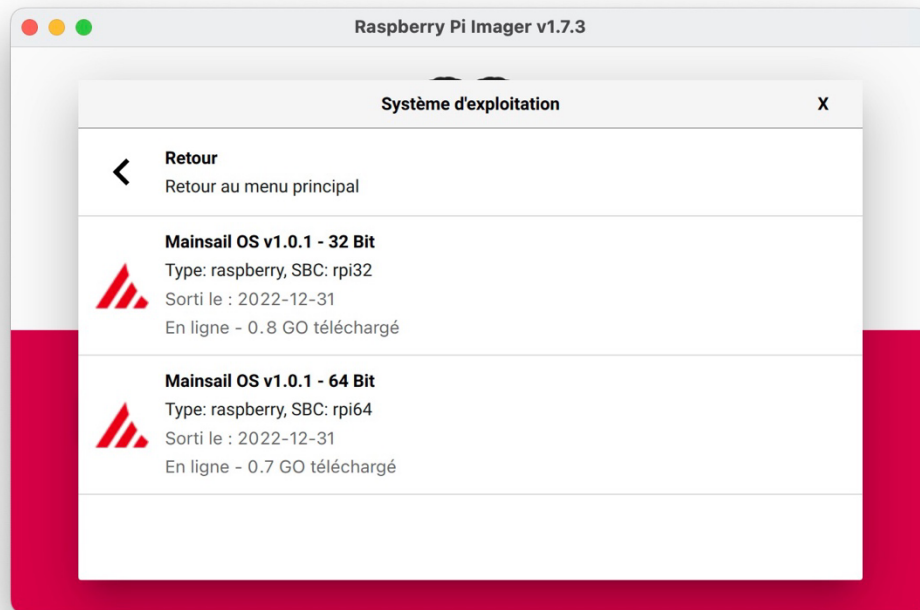 Raspberry Pi Imager v1.7.3
Système d'exploitation
X
Retour
Retour au menu principal
Mainsail OS v1.0.1 - 32 Bit
Type: raspberry, SBC: rpi32
Sorti le : 2022-12-31
En ligne - 0.8 GO téléchargé
Mainsail OS v1.0.1 - 64 Bit
Type: raspberry, SBC: rpi64
Sorti le : 2022-12-31
En ligne - 0.7 GO téléchargé